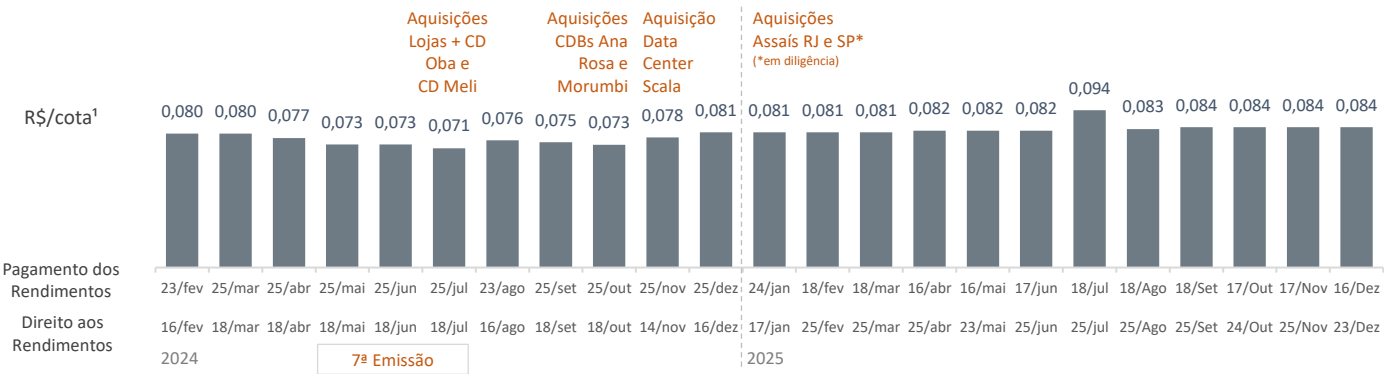 Aquisições
Lojas + CD
Oba e
CD Meli
Aquisições
CDBs Ana
Rosa e
Morumbi
Aquisição
Data
Center
Scala
Aquisições
Assaís RJ e SP*
(*em diligência)
R$/cota¹
0,080 0,080 0,077 0,073 0,073 0,071 0,076 0,075 0,073 0,078 0,081 0,081 0,081 0,081 0,082 0,082 0,082 0,094 0,083 0,084 0,084 0,084 0,084
Pagamento dos
Rendimentos
23/fev 25/mar 25/abr 25/mai 25/jun 25/jul 23/ago 25/set 25/out 25/nov 25/dez 24/jan 18/fev 18/mar 16/abr 16/mai 17/jun 18/jul 18/Ago 18/Set 17/Out 17/Nov 16/Dez
Direito aos
Rendimentos
16/fev 18/mar 18/abr 18/mai 18/jun 18/jul 16/ago 18/set 18/out 14/nov 16/dez 17/jan 25/fev 25/mar 25/abr 23/mai 25/jun 25/jul 25/Ago 25/Set 24/Out 25/Nov 23/Dez
2024
7ª Emissão
2025